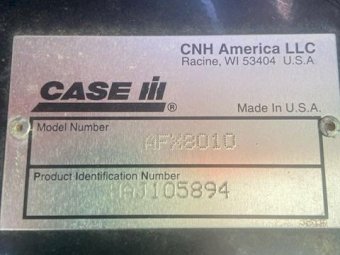 CNH America LLC
Racine, WI 53404 U.S.A
CASE IH®
Made In U.S.A.
Model Number
AFX8010
Product Identification Number
HAJ105894